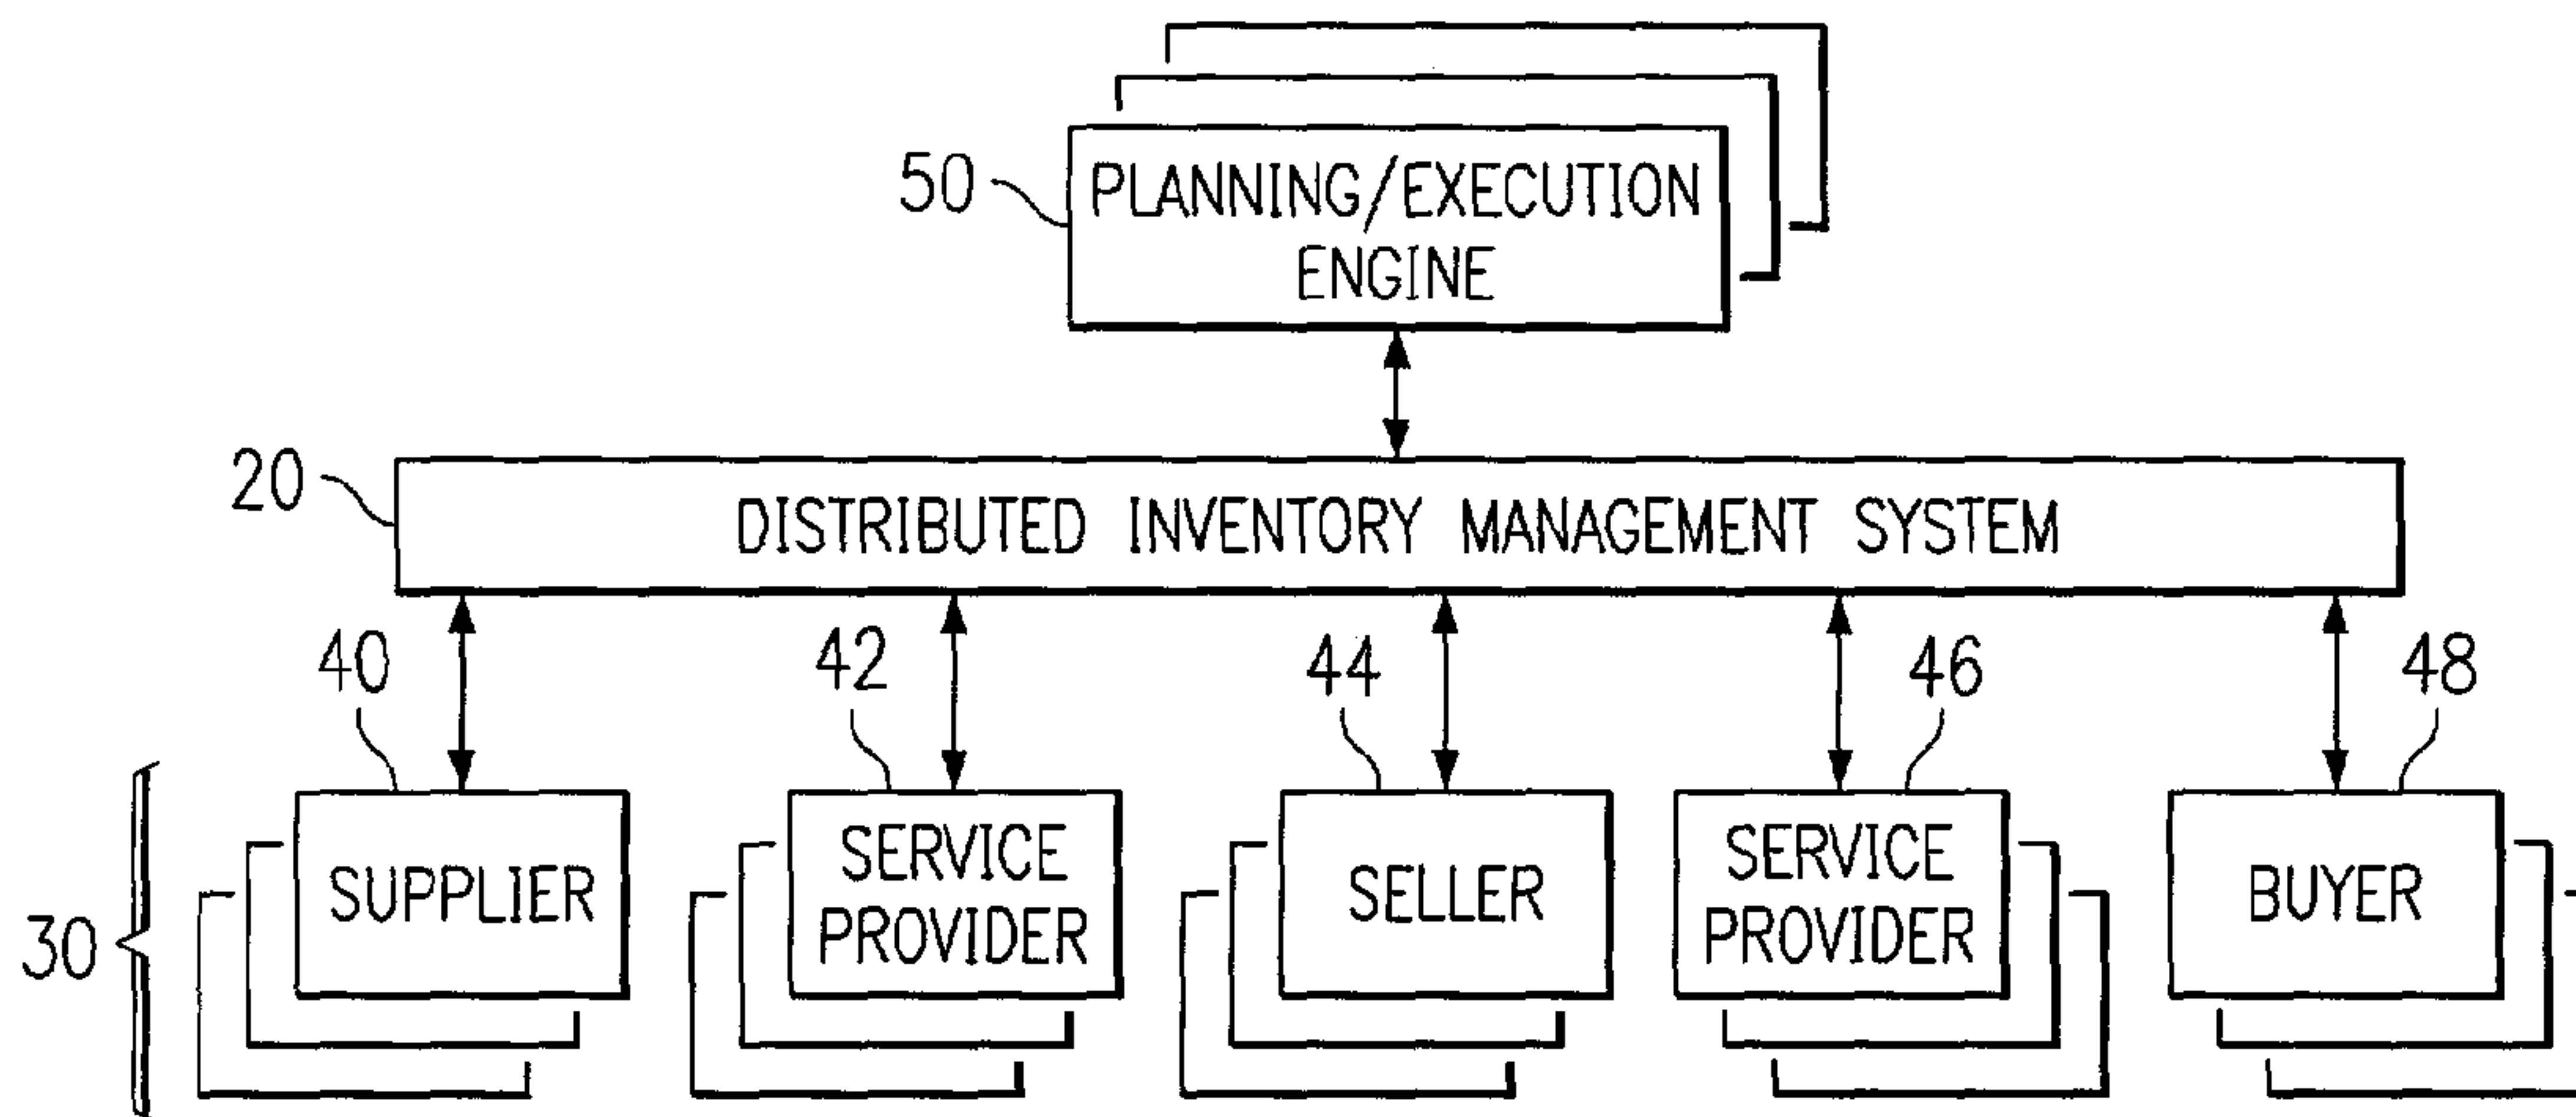 50
PLANNING/EXECUTION
ENGINE
20
DISTRIBUTED INVENTORY MANAGEMENT SYSTEM
40
42
44
46
48
30
SUPPLIER
SERVICE
PROVIDER
SELLER
SERVICE
PROVIDER
BUYER